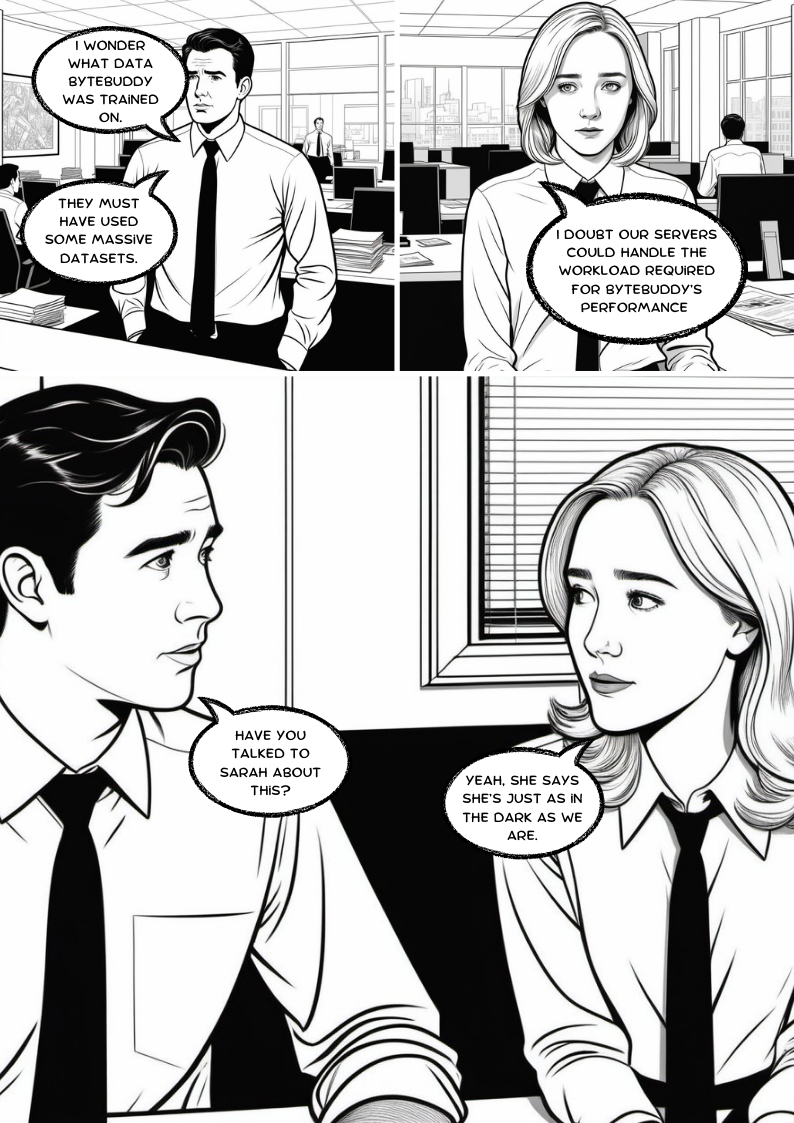 I WONDER
WHAT DATA
BYTEBUDDY
WAS TRAINED
ON.
THEY MUST
HAVE USED
SOME MASSIVE
DATASETS.
I DOUBT OUR SERVERS
COULD HANDLE THE
WORKLOAD REQUIRED
FOR BYTEBUDDY'S
PERFORMANCE
HAVE YOU
TALKED TO
SARAH ABOUT
THIS?
YEAH, SHE SAYS
SHE'S JUST AS IN
THE DARK AS WE
ARE.